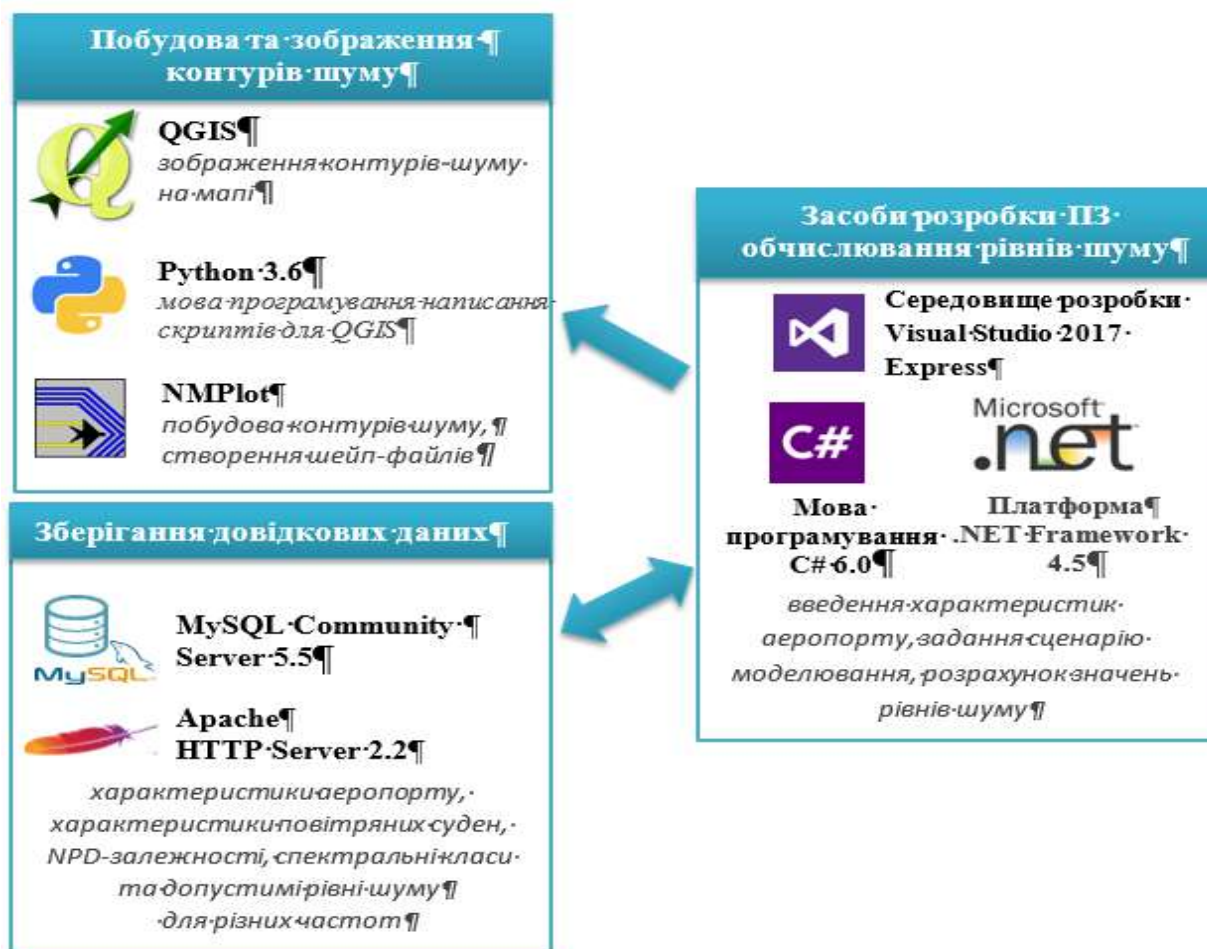 Побудова та зображення¶
контурів шуму¶
QGIS¶
зображення контурів-шуму
на мапі¶
Python 3.6¶
мова програмування написання
скриптів для QGIS¶
NMPlot¶
побудова контурів шуму,¶
створення шейп-файлів¶
Зберігання довідкових даних¶
MySQL
MySQL Community¶
Server 5.5¶
Apache¶
HTTP Server 2.2¶
характеристики аеропорту,
характеристики повітряних суден,
NPD-залежності, спектральні класи
та допустимі рівні шуму¶
для різних частот¶
Засоби розробки ПЗ
обчислювання рівнів шуму¶
Середовище розробки
Visual Studio 2017
Express¶
C#
Microsoft
.net
Мова
програмування
C# 6.0¶
Платформа¶
.NET Framework
4.5¶
введення характеристик
аеропорту, задання сценарію
моделювання, розрахунок значень
рівнів шуму¶